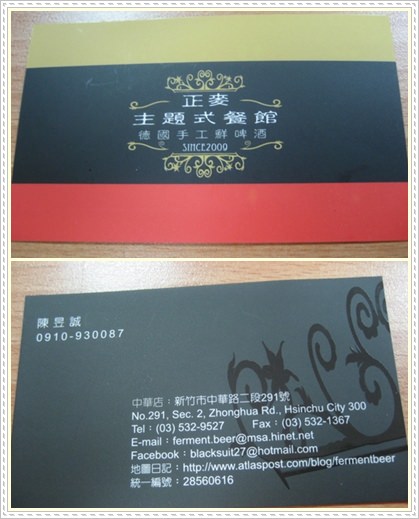 正麥
主題式餐館
德國手工鮮啤酒
SINCE2009
陳昱誠
0910-930087
中華店：新竹市中華路二段291號
No.291, Sec. 2, Zhonghua Rd., Hsinchu City 300
Tel：(03) 532-9527 Fax：(03) 532-1367
E-mail：ferment.beer@msa.hinet.net
Facebook：blacksuit27@hotmail.com
地圖日記：http://www.atlaspost.com/blog/fermentbeer
統一編號：28560616